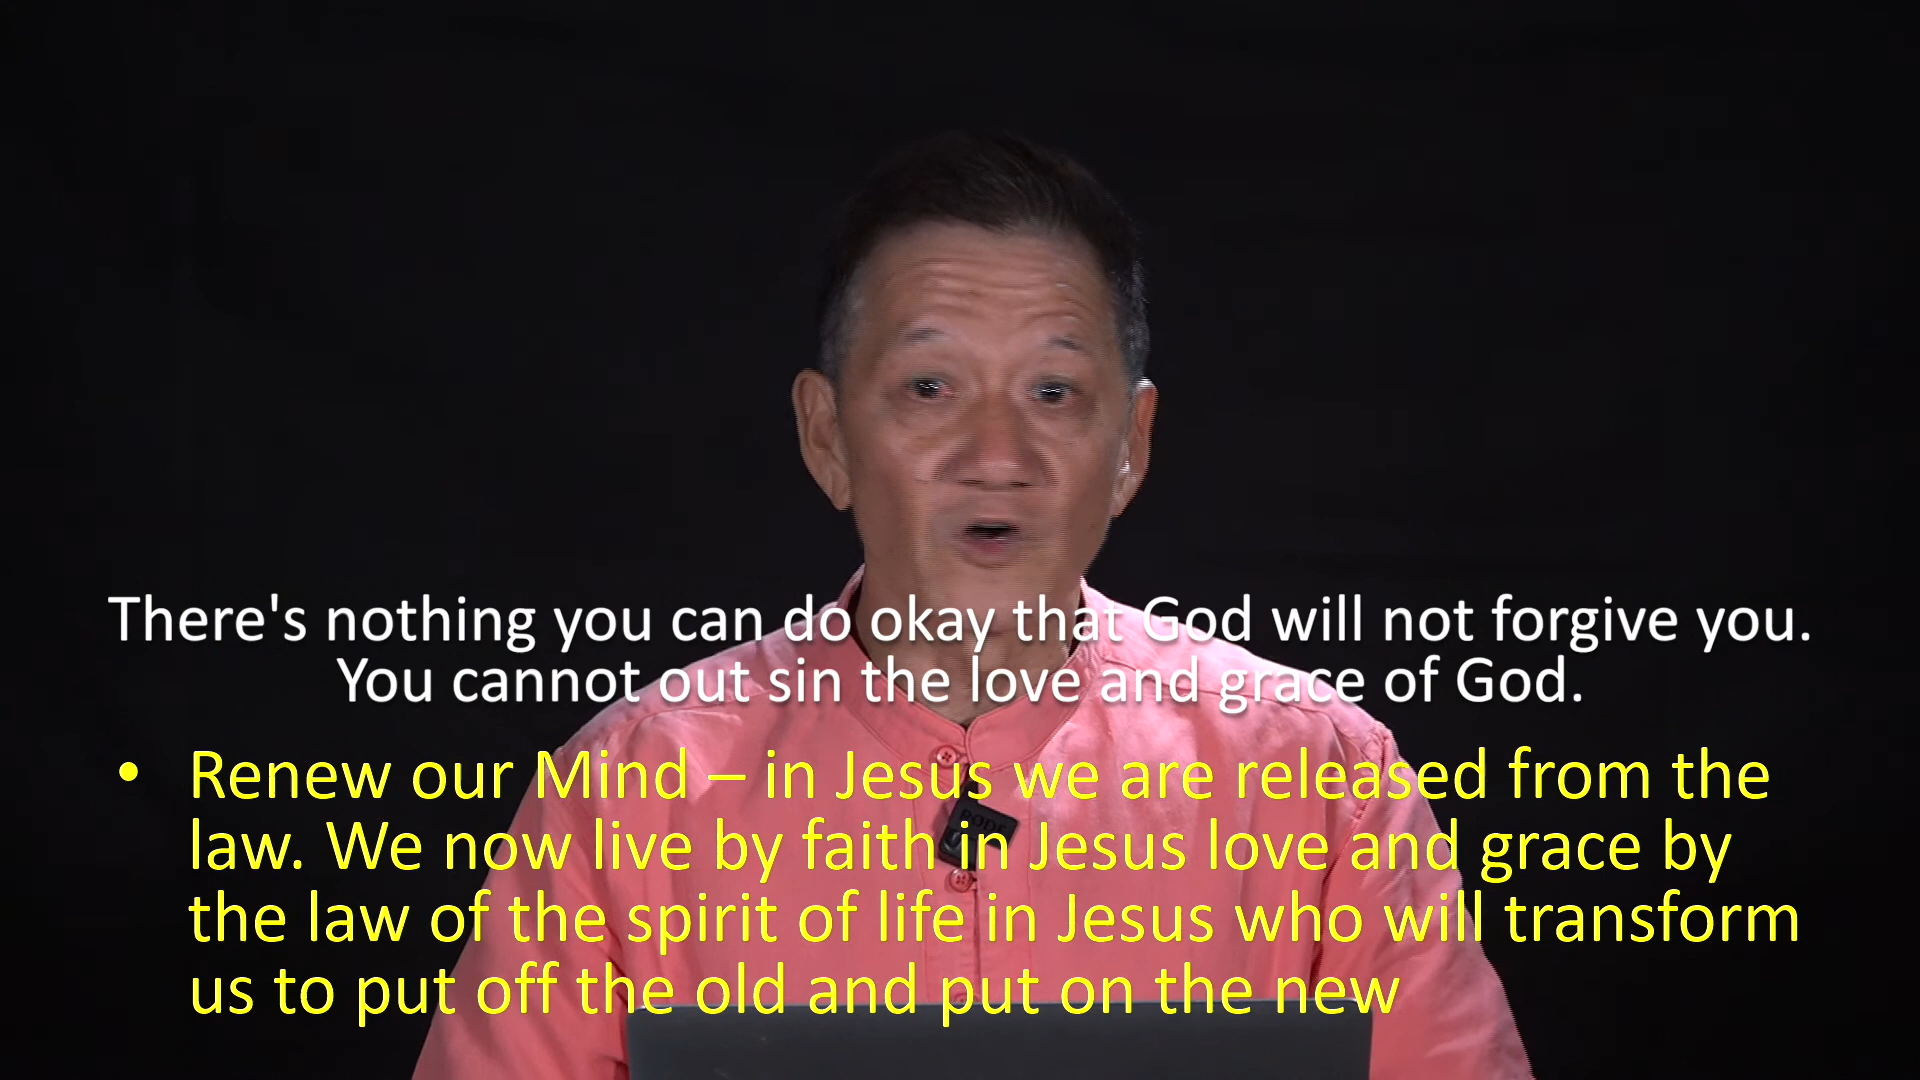 There's nothing you can do okay that God will not forgive you.
You cannot out sin the love and grace of God.
• Renew our Mind – in Jesus we are released from the
law. We now live by faith in Jesus love and grace by
the law of the spirit of life in Jesus who will transform
us to put off the old and put on the new